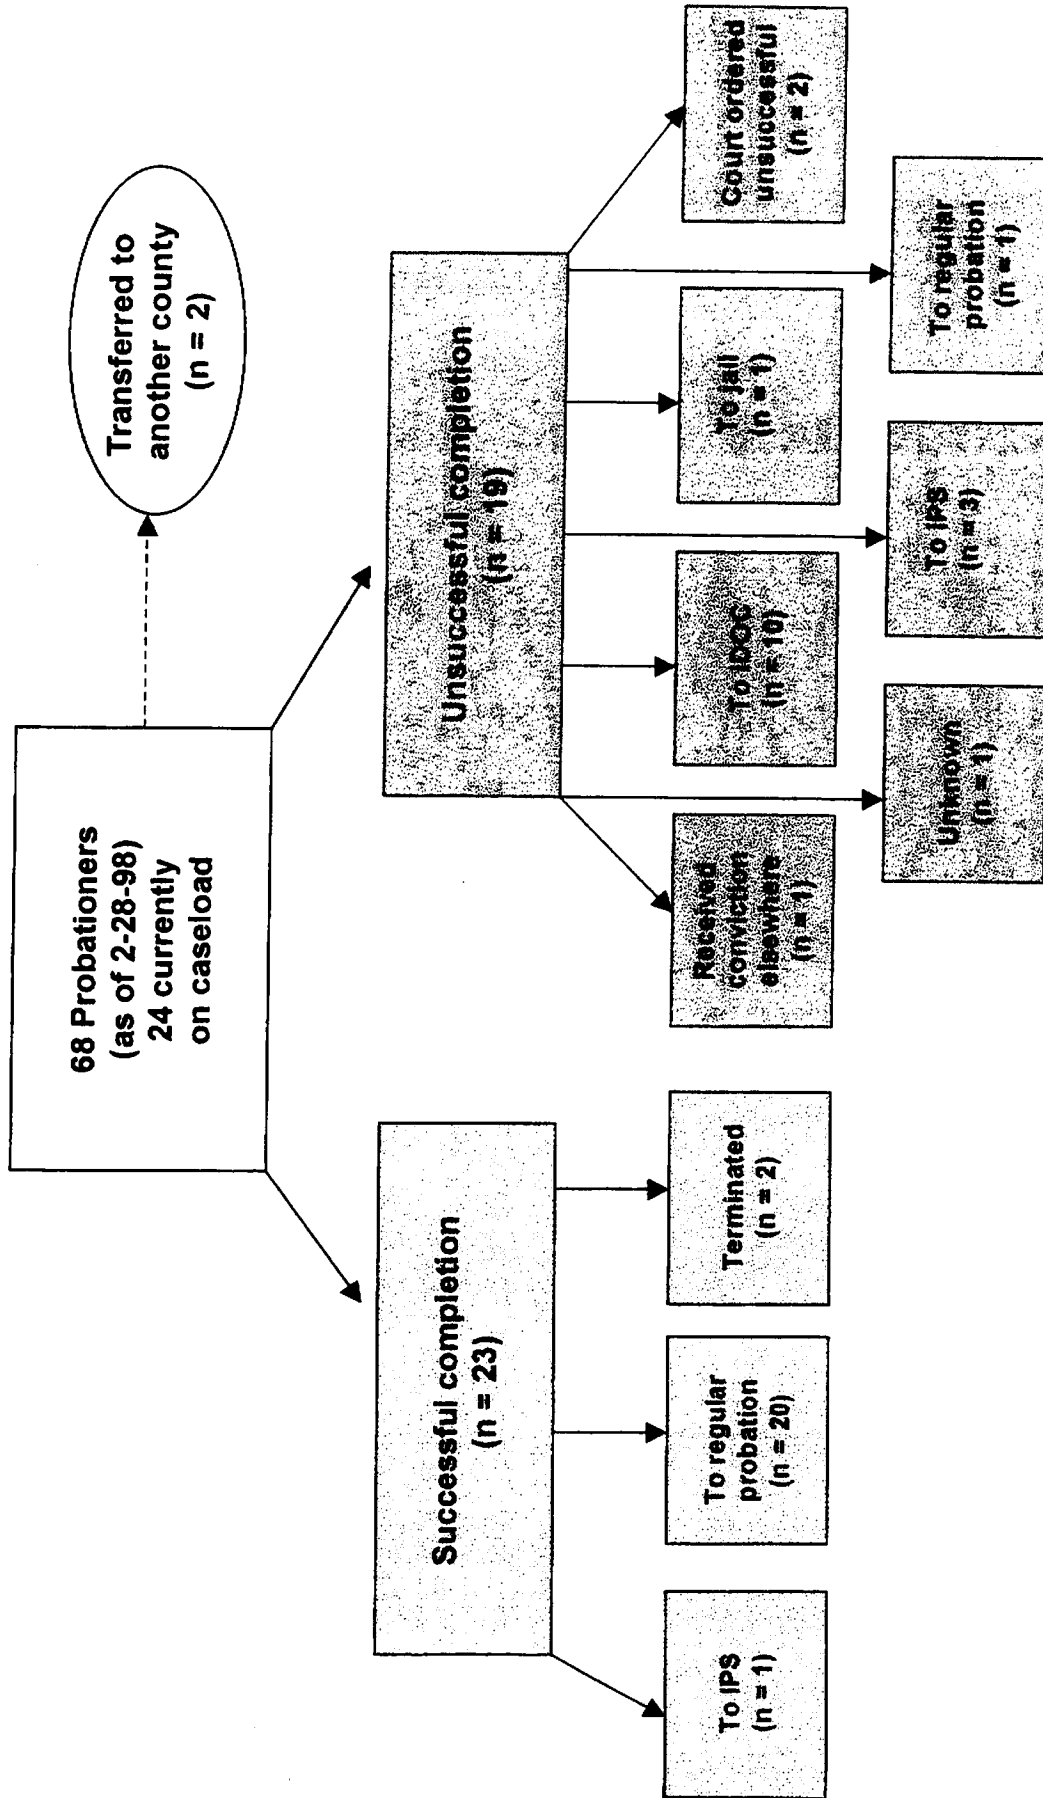 68 Probationers
(as of 2-28-98)
24 currently
on caseload
Transferred to
another county
(n = 2)
Successful completion
(n = 23)
Unsuccessful completion
(n = 19)
To IPS
(n = 1)
To regular
probation
(n = 20)
Terminated
(n = 2)
Received
conviction
elsewhere
(n = 1)
To IDOC
(n = 10)
To jail
(n = 1)
Court ordered
unsuccessful
(n = 2)
Unknown
(n = 1)
To IPS
(n = 3)
To regular
probation
(n = 1)